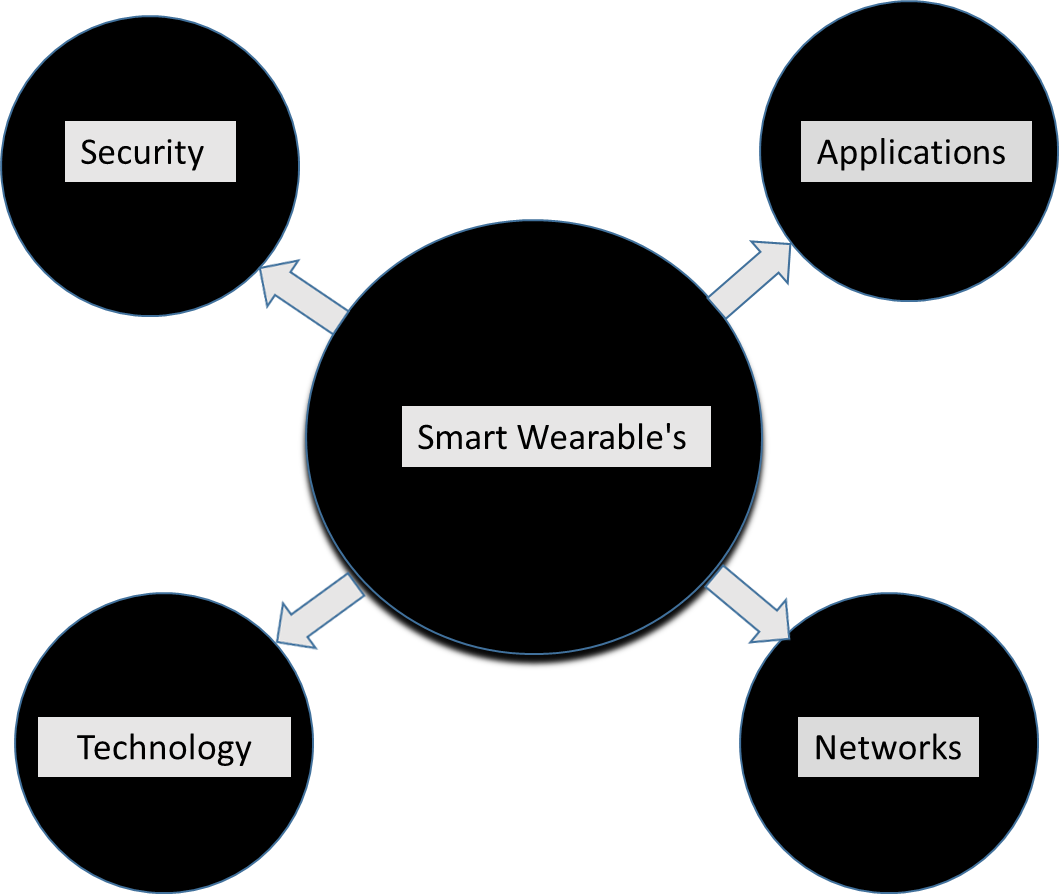 Security
Applications
Smart Wearable's
Technology
Networks